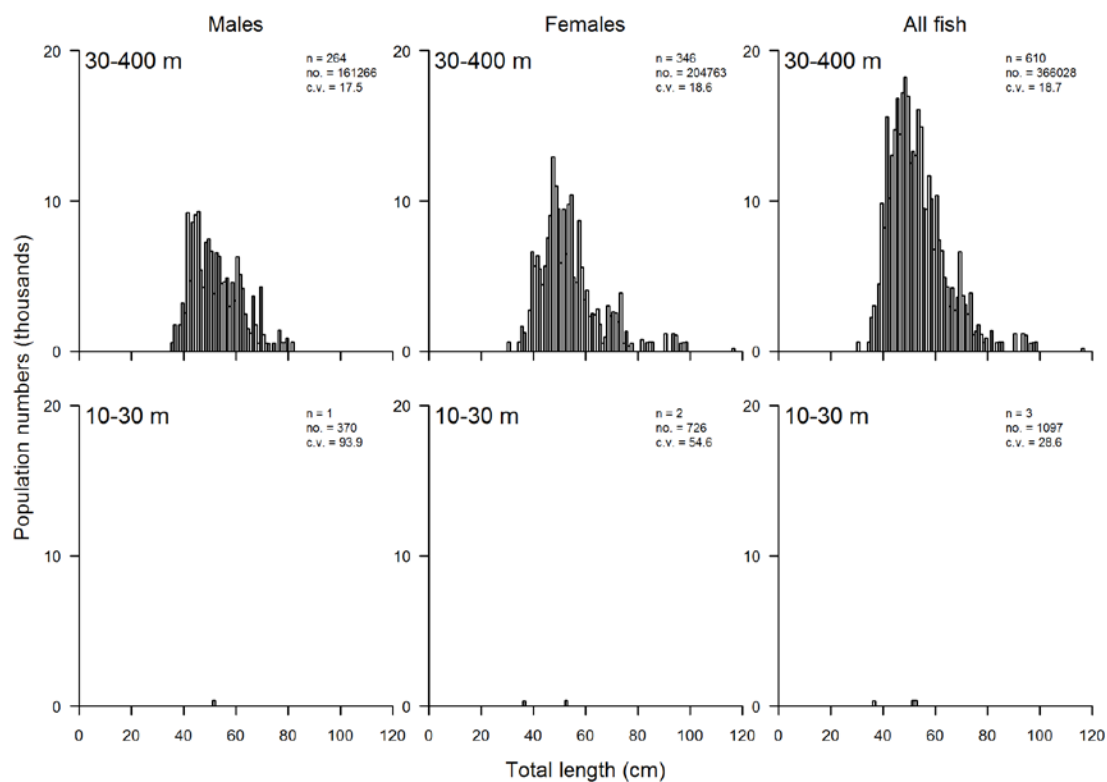 Males
Females
All fish
Population numbers (thousands)
20
30-400 m
n = 264
no. = 161266
c.v. = 17.5
10
0
20
30-400 m
n = 346
no. = 204763
c.v. = 18.6
10
0
20
30-400 m
n = 610
no. = 366028
c.v. = 18.7
10
0
20
10-30 m
n = 1
no. = 370
c.v. = 93.9
10
0
0 20 40 60 80 100 120
20
10-30 m
n = 2
no. = 726
c.v. = 54.6
10
0
0 20 40 60 80 100 120
20
10-30 m
n = 3
no. = 1097
c.v. = 28.6
10
0
0 20 40 60 80 100 120
Total length (cm)